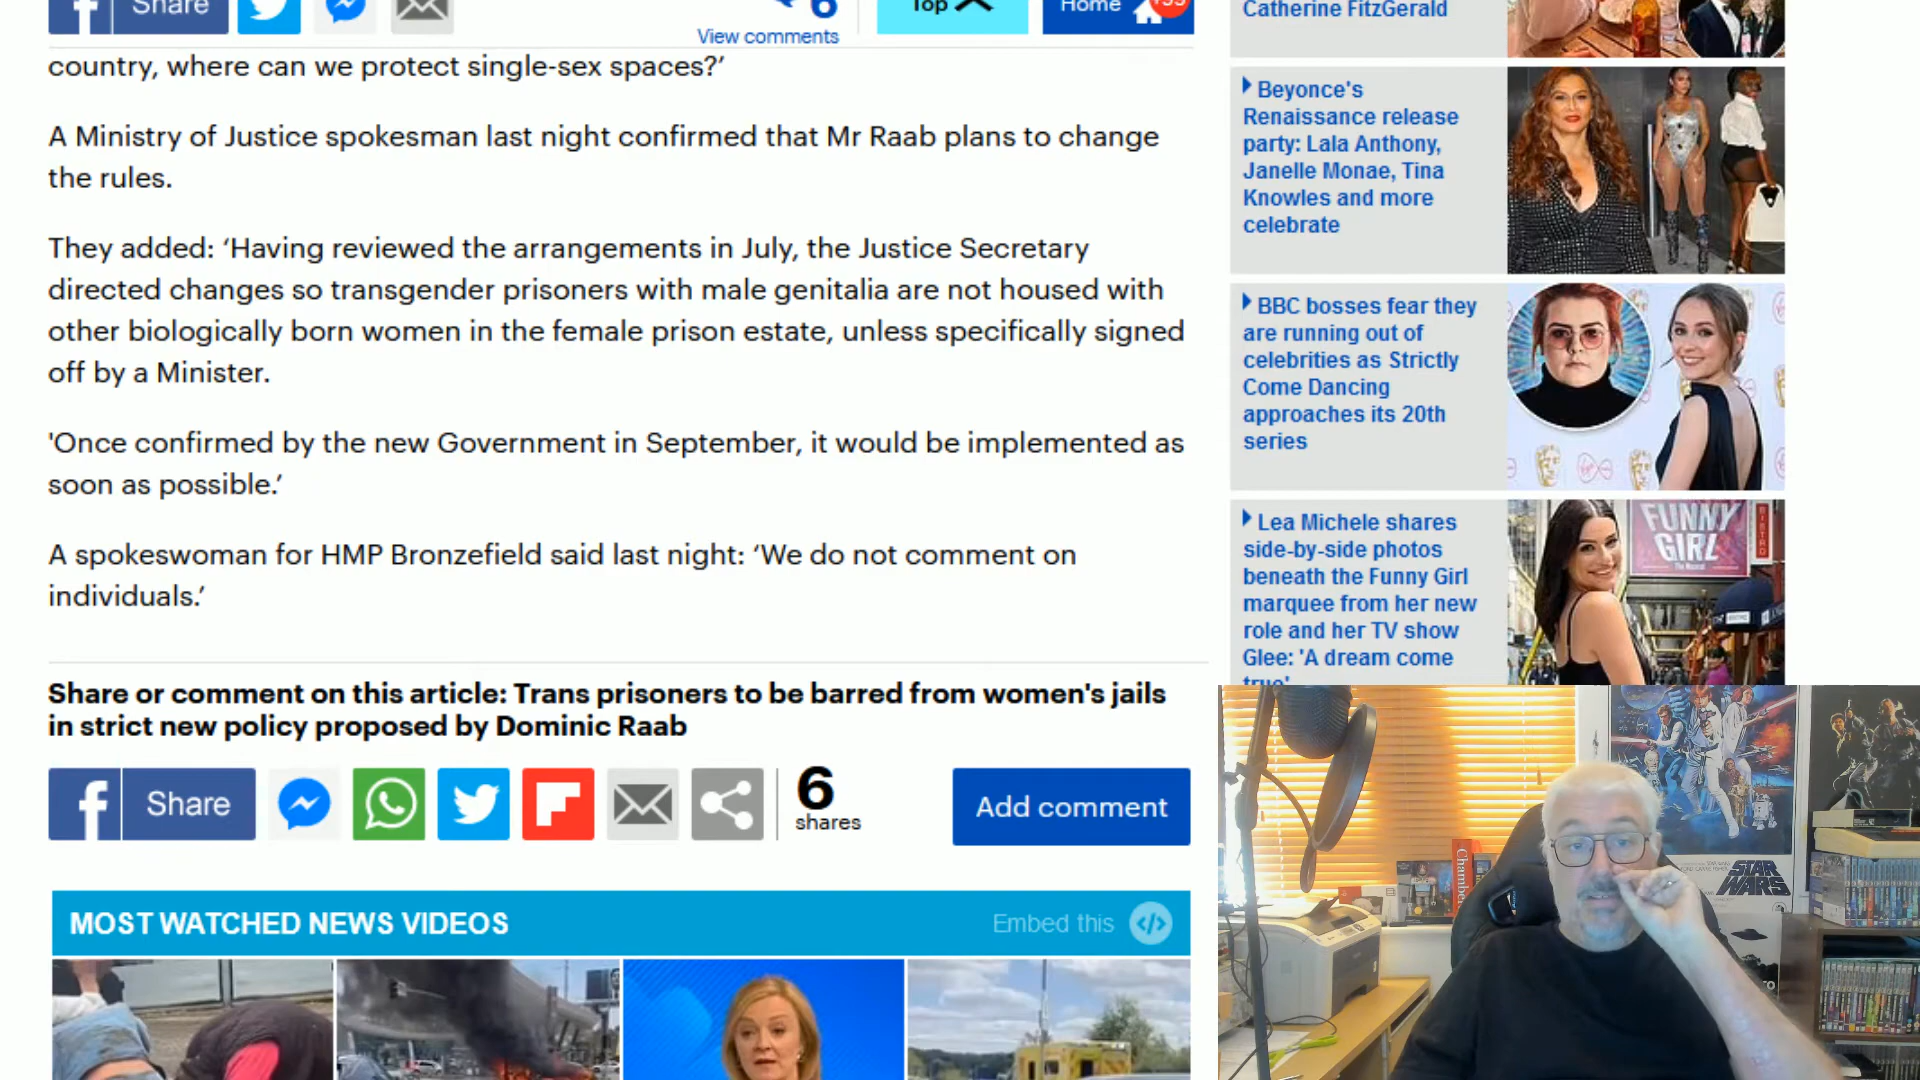 Share
6
View comments
Top
Home
country, where can we protect single-sex spaces?’
A Ministry of Justice spokesman last night confirmed that Mr Raab plans to change
the rules.
They added: ‘Having reviewed the arrangements in July, the Justice Secretary
directed changes so transgender prisoners with male genitalia are not housed with
other biologically born women in the female prison estate, unless specifically signed
off by a Minister.
'Once confirmed by the new Government in September, it would be implemented as
soon as possible.’
A spokeswoman for HMP Bronzefield said last night: ‘We do not comment on
individuals.’
Share or comment on this article: Trans prisoners to be barred from women's jails
in strict new policy proposed by Dominic Raab
Share
6
shares
Add comment
MOST WATCHED NEWS VIDEOS
Embed this
Catherine FitzGerald
Beyonce's
Renaissance release
party: Lala Anthony,
Janelle Monae, Tina
Knowles and more
celebrate
BBC bosses fear they
are running out of
celebrities as Strictly
Come Dancing
approaches its 20th
series
Lea Michele shares
side-by-side photos
beneath the Funny Girl
marquee from her new
role and her TV show
Glee: 'A dream come
true'
FUNNY
GIRL
STAR
WARS